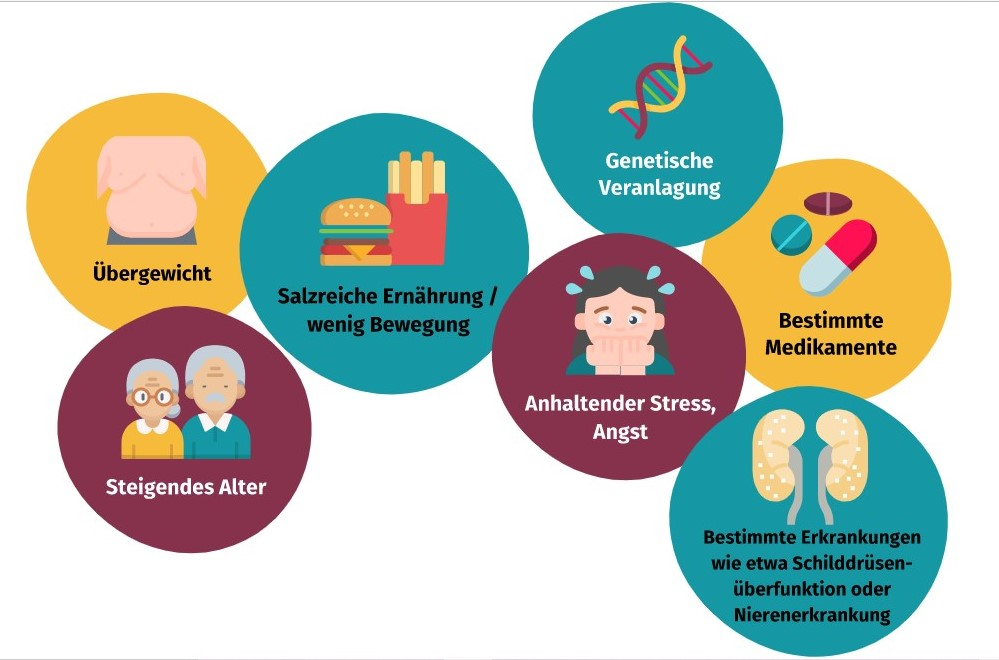 Übergewicht
Salzreiche Ernährung /
wenig Bewegung
Steigendes Alter
Genetische
Veranlagung
Bestimmte
Medikamente
Anhaltender Stress,
Angst
Bestimmte Erkrankungen
wie etwa Schilddrüsen-
überfunktion oder
Nierenerkrankung